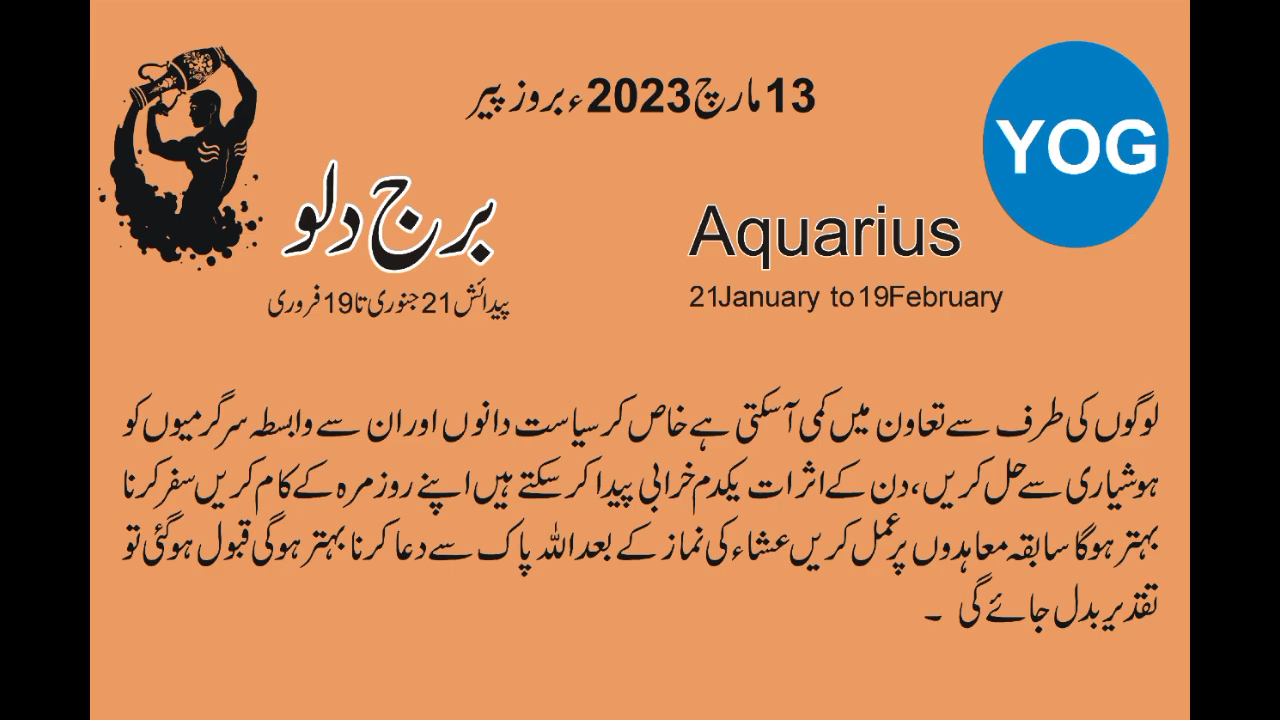 13 مارچ 2023ء بروز پیر
YOG
برج دلو
Aquarius
پیدائش 21 جنوری تا 19 فروری
21January to 19February
لوگوں کی طرف سے تعاون میں کمی آسکتی ہے خاص کر سیاست دانوں اور ان سے وابسطہ سرگرمیوں کو
ہوشیاری سے حل کریں، دن کے اثرات یکدم خرابی پیدا کر سکتے ہیں اپنے روزمرہ کے کام کریں سفر کرنا
بہتر ہوگا سابقہ معاہدوں پر عمل کریں عشاء کی نماز کے بعد اللہ پاک سے دعا کرنا بہتر ہوگی قبول ہوگئی تو
تقدیر بدل جائے گی ۔